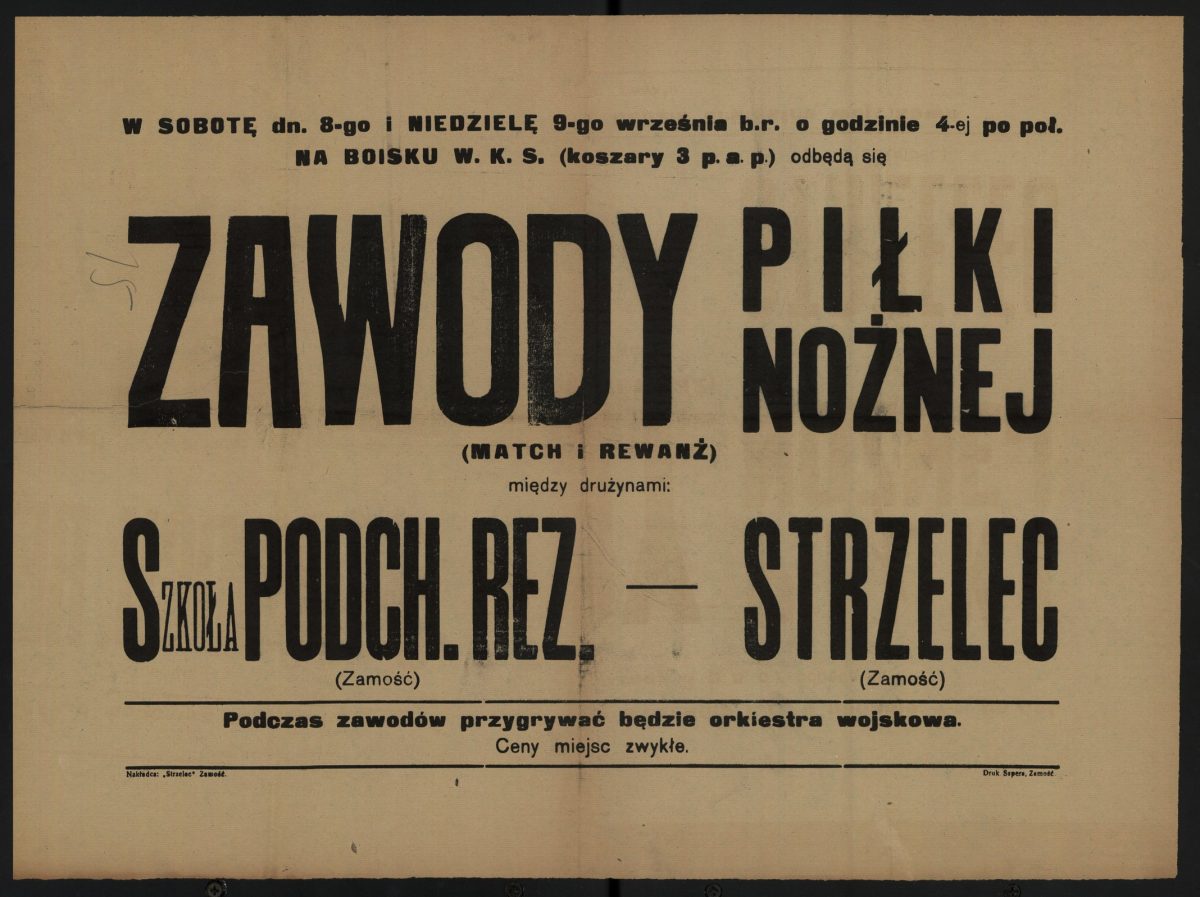 W SOBOTĘ dn. 8-go i NIEDZIELĘ 9-go września b.r. o godzinie 4-ej po poł.
NA BOISKU W. K. S. (koszary 3 p. a. p.) odbędą się
ZAWODY PIŁKI
NOŻNEJ
(MATCH i REWANŻ)
między drużynami:
SZKOŁA PODCH. REZ. — STRZELEC
(Zamość) (Zamość)
Podczas zawodów przygrywać będzie orkiestra wojskowa.
Ceny miejsc zwykłe.
Nakładca: „Strzelec" Zamość. Druk Szpera, Zamość